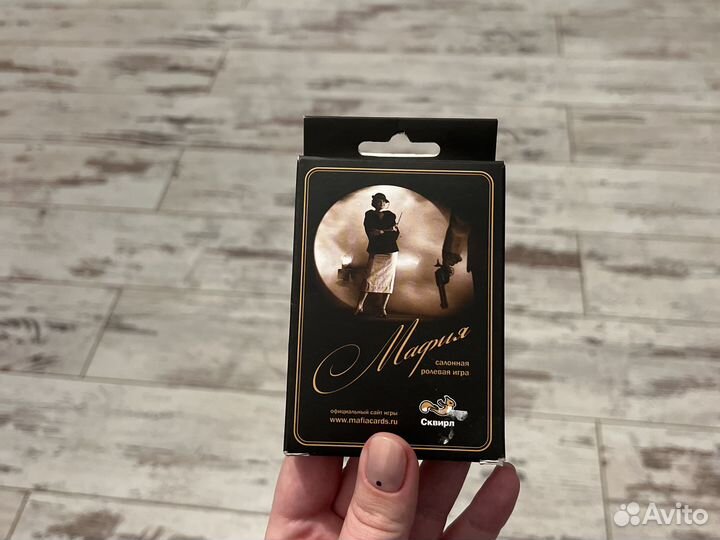 Мафия
салонная
ролевая игра
официальный сайт игры
www.mafiacards.ru
Сквирл
Avito